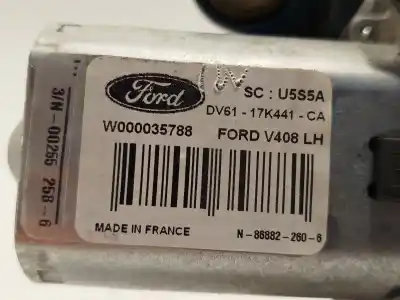 Ford
SC : U5S5A
DV61 - 17K441 - CA
W000035788 FORD V408 LH
MADE IN FRANCE N - 86882 - 260 - 6
3/N - 00255 258 - 6